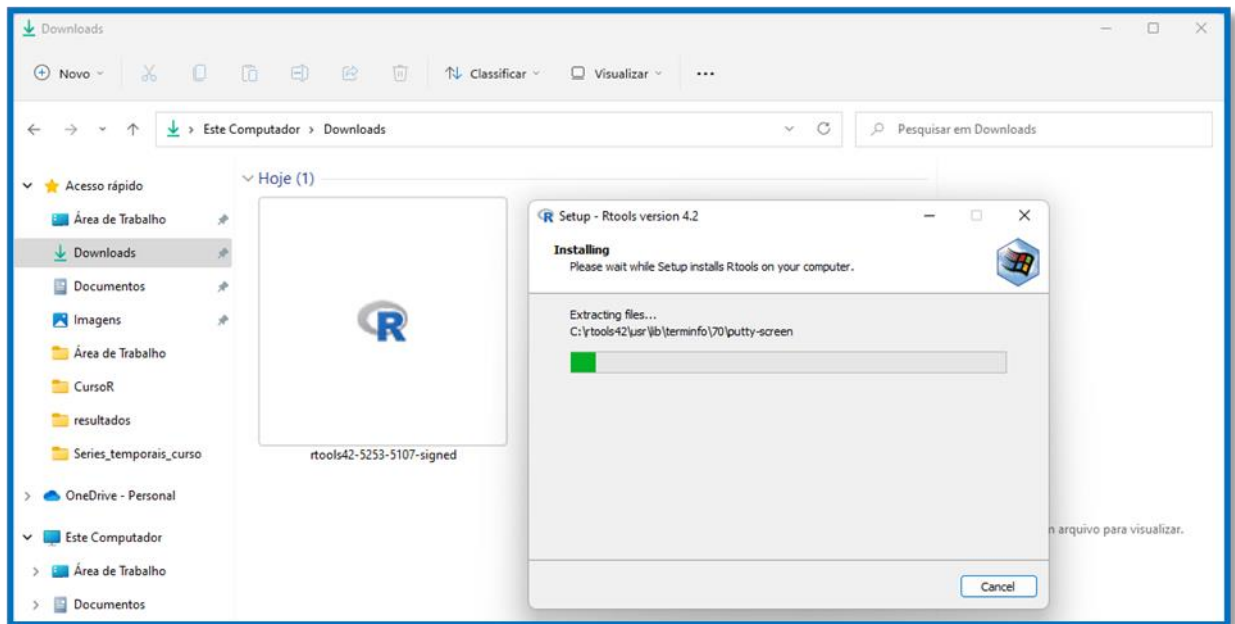 Downloads
Novo
Classificar
Visualizar
Este Computador > Downloads
Pesquisar em Downloads
Acesso rápido
Área de Trabalho
Downloads
Documentos
Imagens
Área de Trabalho
CursoR
resultados
Series_temporais_curso
OneDrive - Personal
Este Computador
Área de Trabalho
Documentos
Hoje (1)
R
rtools42-5253-5107-signed
R Setup - Rtools version 4.2
Installing
Please wait while Setup installs Rtools on your computer.
R
Extracting files...
C:\rtools42\usr\lib\terminfo\70\putty-screen
Cancel
arquivo para visualizar.